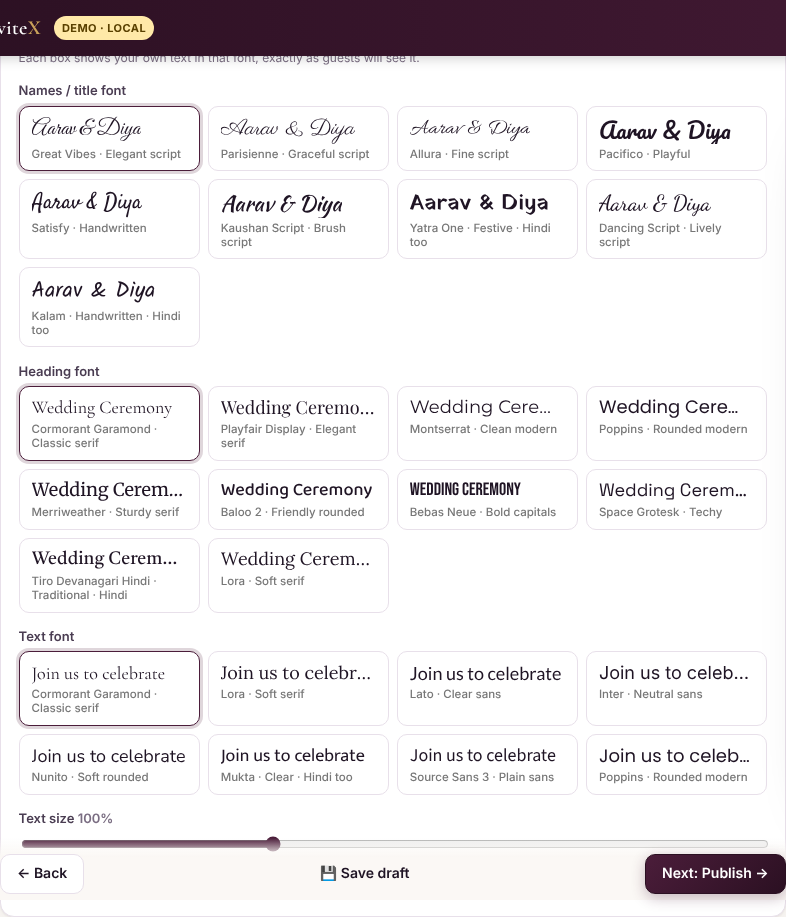 viteX DEMO · LOCAL
Each box shows your own text in that font, exactly as guests will see it.
Names / title font
Aarav & Diya
Great Vibes · Elegant script
Aarav & Diya
Parisienne · Graceful script
Aarav & Diya
Allura · Fine script
Aarav & Diya
Pacifico · Playful
Aarav & Diya
Satisfy · Handwritten
Aarav & Diya
Kaushan Script · Brush
script
Aarav & Diya
Yatra One · Festive · Hindi
too
Aarav & Diya
Dancing Script · Lively
script
Aarav & Diya
Kalam · Handwritten · Hindi
too
Heading font
Wedding Ceremony
Cormorant Garamond ·
Classic serif
Wedding Ceremo...
Playfair Display · Elegant
serif
Wedding Cere...
Montserrat · Clean modern
Wedding Cere...
Poppins · Rounded modern
Wedding Cerem...
Merriweather · Sturdy serif
Wedding Ceremony
Baloo 2 · Friendly rounded
WEDDING CEREMONY
Bebas Neue · Bold capitals
Wedding Cerem...
Space Grotesk · Techy
Wedding Cerem...
Tiro Devanagari Hindi ·
Traditional · Hindi
Wedding Cerem...
Lora · Soft serif
Text font
Join us to celebrate
Cormorant Garamond ·
Classic serif
Join us to celebr...
Lora · Soft serif
Join us to celebrate
Lato · Clear sans
Join us to celeb...
Inter · Neutral sans
Join us to celebrate
Nunito · Soft rounded
Join us to celebrate
Mukta · Clear · Hindi too
Join us to celebrate
Source Sans 3 · Plain sans
Join us to celeb...
Poppins · Rounded modern
Text size 100%
← Back
💾 Save draft
Next: Publish →